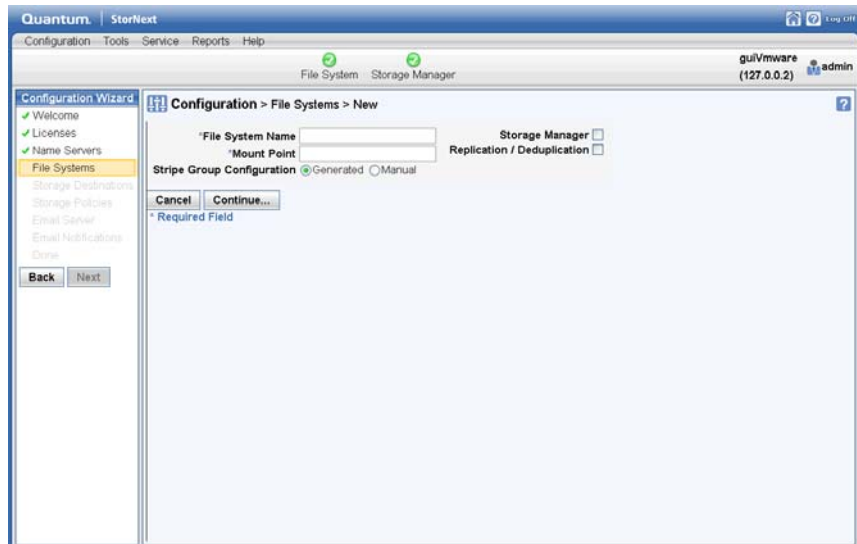 Quantum. StorNext
Log Off
Configuration Tools Service Reports Help
File System Storage Manager
guiVmware
(127.0.0.2)
admin
Configuration Wizard
Welcome
Licenses
Name Servers
File Systems
Storage Destinations
Storage Policies
Email Server
Email Notifications
Done
Back Next
Configuration > File Systems > New
?
*File System Name
Storage Manager
*Mount Point
Replication / Deduplication
Stripe Group Configuration Generated Manual
Cancel Continue...
* Required Field